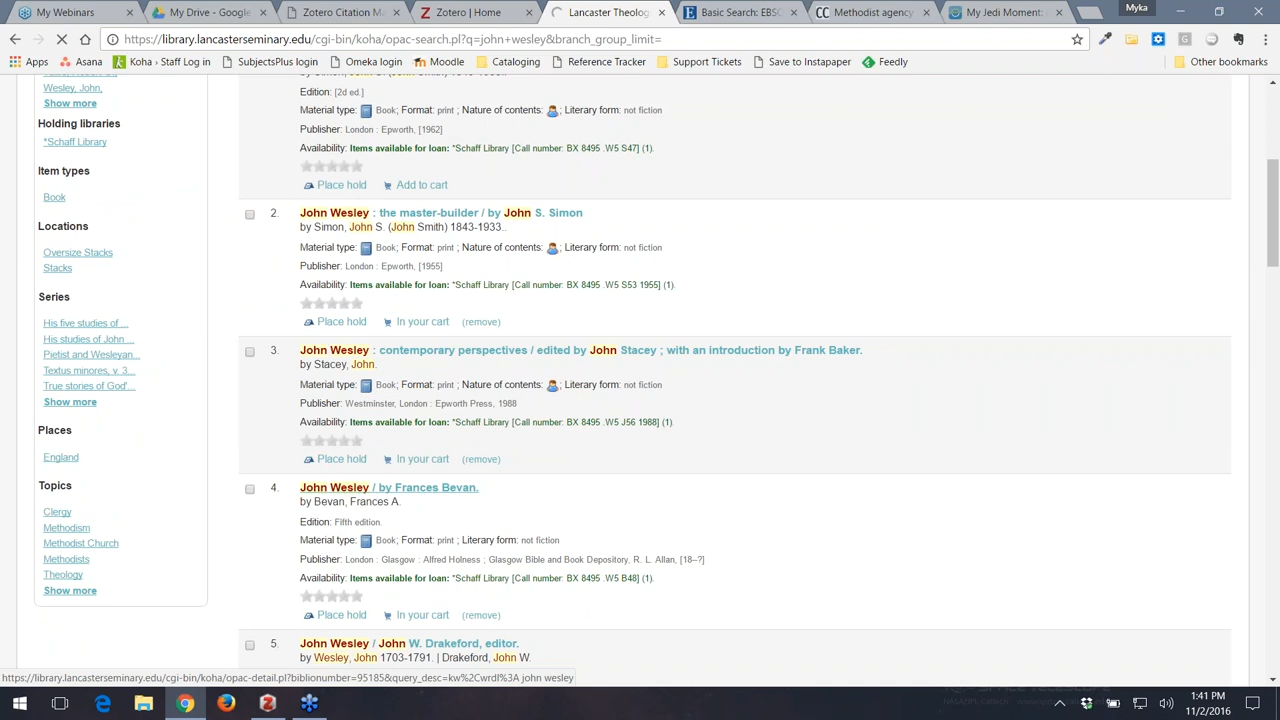 Myka
My Webinars
My Drive - Google
Zotero Citation Ma
Zotero | Home
Lancaster Theolog
Basic Search: EBSC
Methodist agency
My Jedi Moment:
https://library.lancasterseminary.edu/cgi-bin/koha/opac-search.pl?q=john+wesley&branch_group_limit=
Apps Asana Koha › Staff Log in SubjectsPlus login Omeka login Moodle Cataloging Reference Tracker Support Tickets Save to Instapaper Feedly Other bookmarks
Wesley, John,
Show more
Holding libraries
*Schaff Library
Item types
Book
Locations
Oversize Stacks
Stacks
Series
His five studies of ...
His studies of John ...
Pietist and Wesleyan...
Textus minores, v. 3...
True stories of God'...
Show more
Places
England
Topics
Clergy
Methodism
Methodist Church
Methodists
Theology
Show more
Edition: [2d ed.]
Material type: Book; Format: print ; Nature of contents: ; Literary form: not fiction
Publisher: London : Epworth, [1962]
Availability: Items available for loan: *Schaff Library [Call number: BX 8495 .W5 S47] (1).
Place hold Add to cart
2. John Wesley : the master-builder / by John S. Simon
by Simon, John S. (John Smith) 1843-1933..
Material type: Book; Format: print ; Nature of contents: ; Literary form: not fiction
Publisher: London : Epworth, [1955]
Availability: Items available for loan: *Schaff Library [Call number: BX 8495 .W5 S53 1955] (1).
Place hold In your cart (remove)
3. John Wesley : contemporary perspectives / edited by John Stacey ; with an introduction by Frank Baker.
by Stacey, John.
Material type: Book; Format: print ; Nature of contents: ; Literary form: not fiction
Publisher: Westminster, London : Epworth Press, 1988
Availability: Items available for loan: *Schaff Library [Call number: BX 8495 .W5 J56 1988] (1).
Place hold In your cart (remove)
4. John Wesley / by Frances Bevan.
by Bevan, Frances A.
Edition: Fifth edition.
Material type: Book; Format: print ; Literary form: not fiction
Publisher: London : Glasgow : Alfred Holness ; Glasgow Bible and Book Depository, R. L. Allan, [18--?]
Availability: Items available for loan: *Schaff Library [Call number: BX 8495 .W5 B48] (1).
Place hold In your cart (remove)
5. John Wesley / John W. Drakeford, editor.
by Wesley, John 1703-1791. | Drakeford, John W.
https://library.lancasterseminary.edu/cgi-bin/koha/opac-detail.pl?biblionumber=95185&query_desc=kw%2Cwrdl%3A john wesley
1:41 PM
11/2/2016